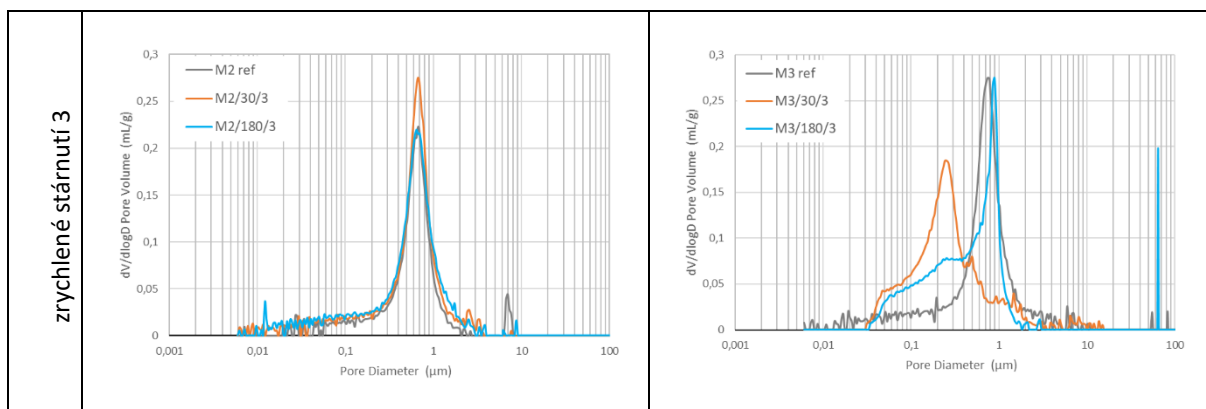 zrychlené stárnutí 3
0,3
0,25
0,2
0,15
0,1
0,05
0
dV/dlogD Pore Volume (mL/g)
M2 ref
M2/30/3
M2/180/3
0,001
0,01
0,1
1
10
100
Pore Diameter (µm)
0,3
0,25
0,2
0,15
0,1
0,05
0
dV/dlogD Pore Volume (mL/g)
M3 ref
M3/30/3
M3/180/3
0,001
0,01
0,1
1
10
100
Pore Diameter (µm)